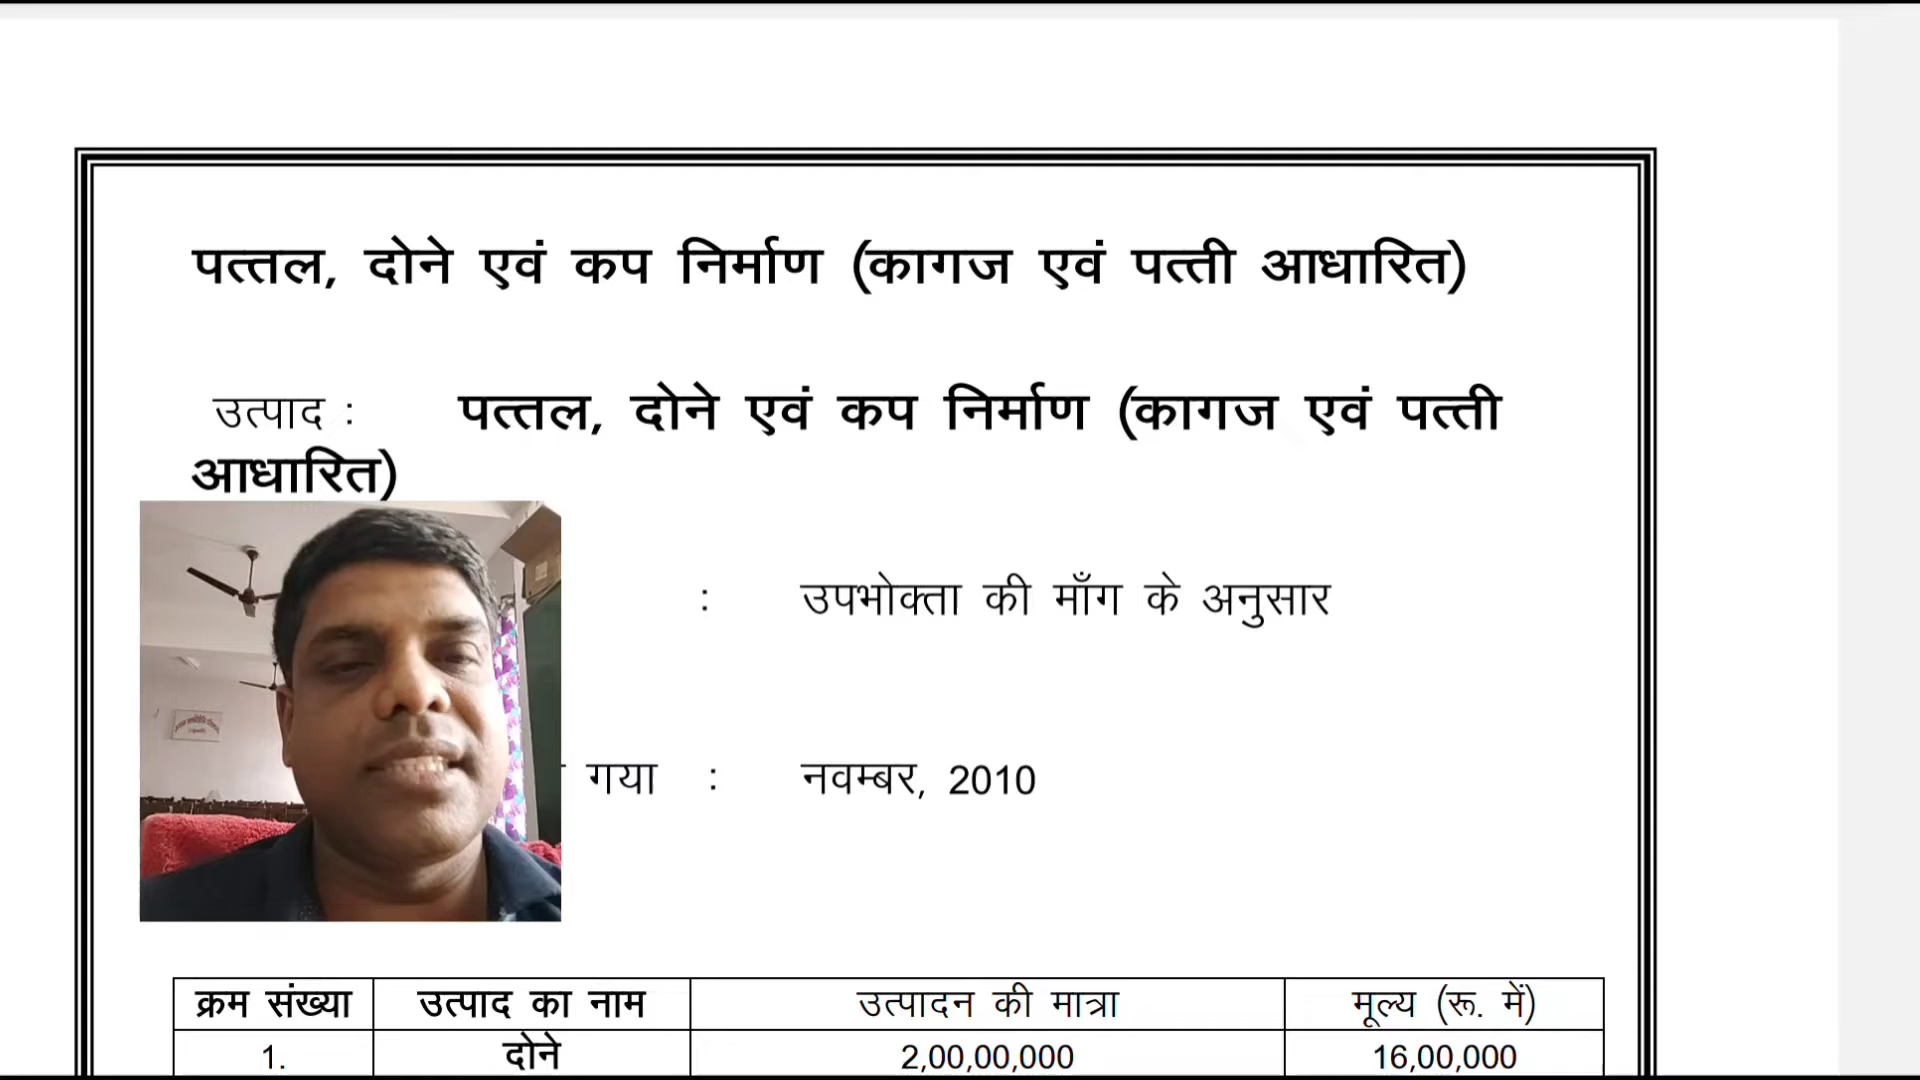 पत्तल, दोने एवं कप निर्माण (कागज एवं पत्ती आधारित)
उत्पाद : पत्तल, दोने एवं कप निर्माण (कागज एवं पत्ती
आधारित)
: उपभोक्ता की माँग के अनुसार
गया : नवम्बर, 2010
क्रम संख्या उत्पाद का नाम उत्पादन की मात्रा मूल्य (रू. में)
1. दोने 2,00,00,000 16,00,000